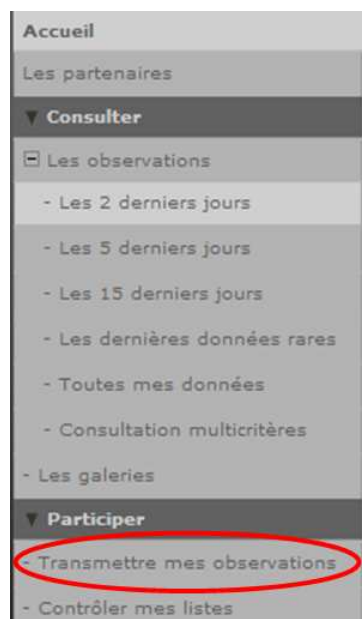 Accueil
Les partenaires
▼ Consulter
Les observations
- Les 2 derniers jours
- Les 5 derniers jours
- Les 15 derniers jours
- Les dernières données rares
- Toutes mes données
- Consultation multicritères
- Les galeries
▼ Participer
- Transmettre mes observations
- Contrôler mes listes